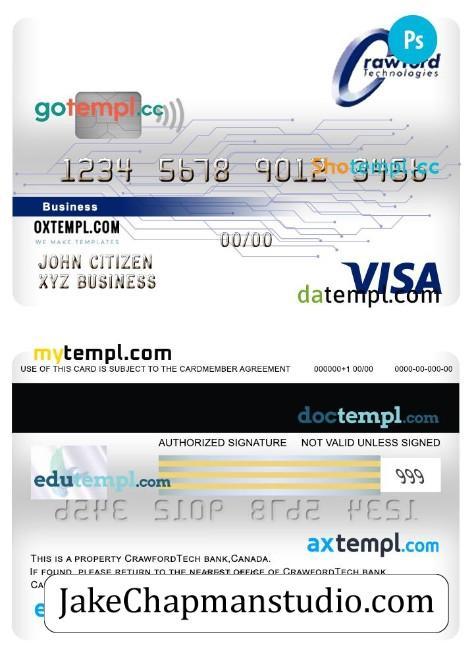 Ps
Crawford
Technologies
gotempl.cc
1234 5678 9012 3456
Shotempl.cc
Business
OXTEMPL.COM
WE MAKE TEMPLATES
00/00
JOHN CITIZEN
XYZ BUSINESS
VISA
datempl.com
mytempl.com
USE OF THIS CARD IS SUBJECT TO THE CARDMEMBER AGREEMENT 000000+1 00/00 0000-00-000-00
doctempl.com
AUTHORIZED SIGNATURE NOT VALID UNLESS SIGNED
edutempl.com
999
1234 5678 9012 3456
axtempl.com
THIS IS A PROPERTY CRAWFORDTECH BANK,CANADA.
IF FOUND, PLEASE RETURN TO THE NEAREST OFFICE OF CRAWFORDTECH BANK
JakeChapmanstudio.com